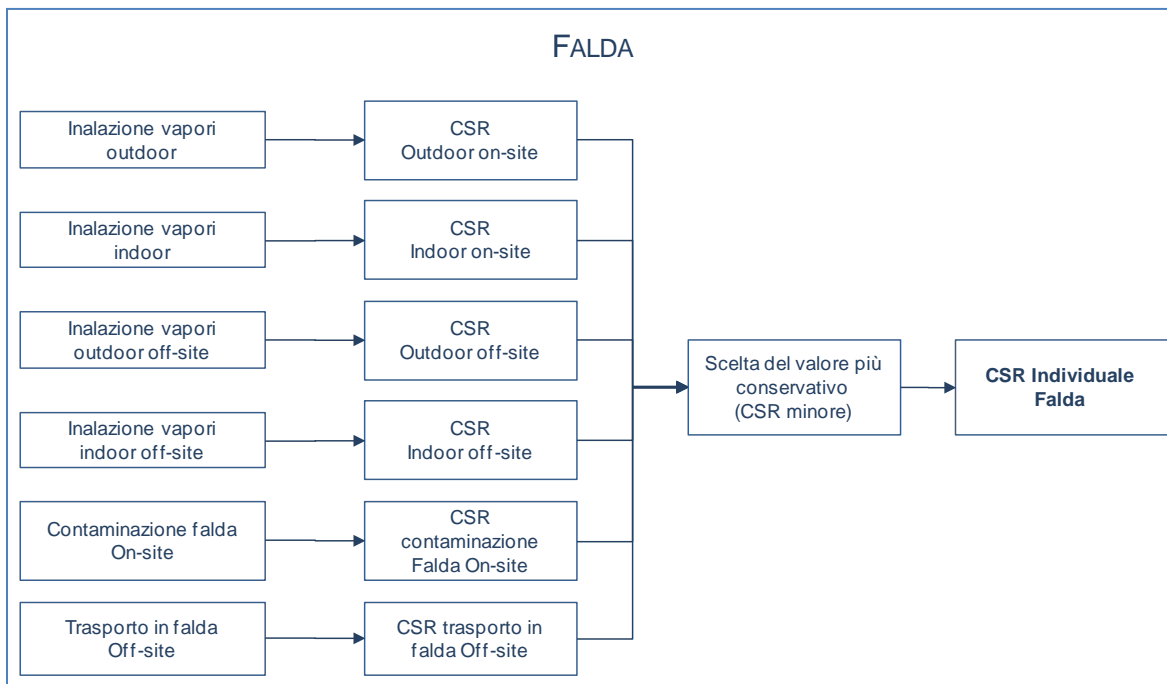 FALDA
Inalazione vapori
outdoor
CSR
Outdoor on-site
Inalazione vapori
indoor
CSR
Indoor on-site
Inalazione vapori
outdoor off-site
CSR
Outdoor off-site
Scelta del valore più
conservativo
(CSR minore)
CSR Individuale
Falda
Inalazione vapori
indoor off-site
CSR
Indoor off-site
Contaminazione falda
On-site
CSR
contaminazione
Falda On-site
Trasporto in falda
Off-site
CSR trasporto in
falda Off-site